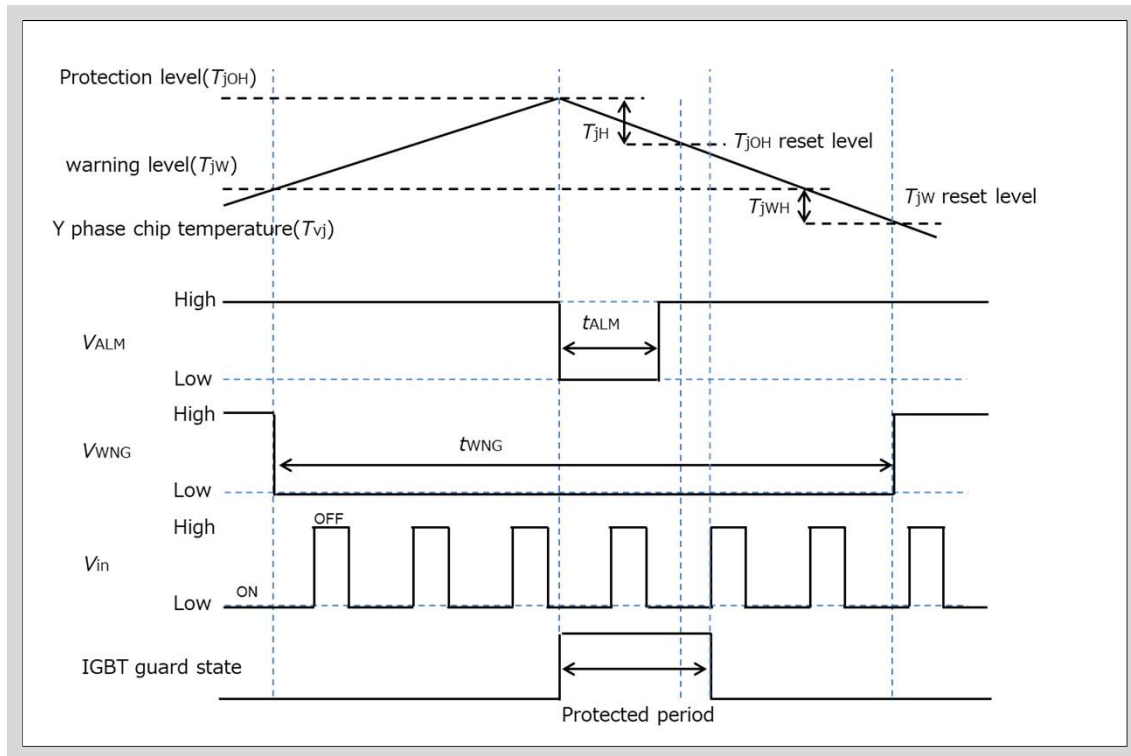 Protection level(TjOH)
TjH
TjOH reset level
warning level(TjW)
TjW reset level
TjWH
Y phase chip temperature(Tvj)
High
tALM
VALM
Low
High
VWNG
tWNG
Low
High
OFF
Vin
ON
Low
IGBT guard state
Protected period